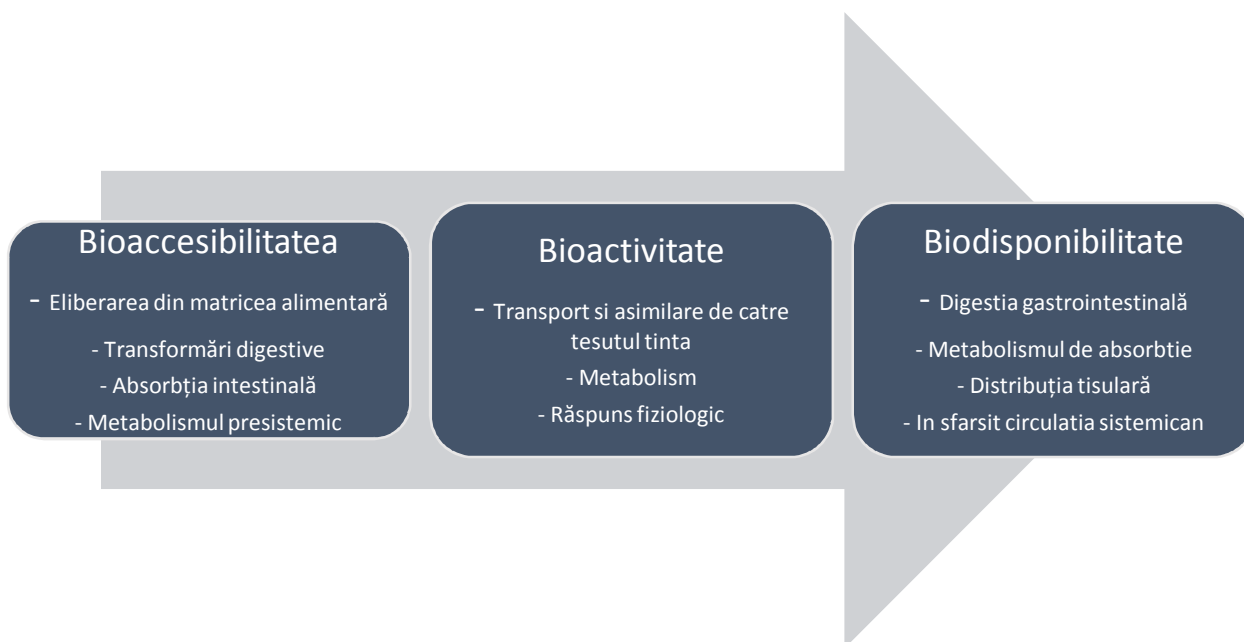 Bioaccesibilitatea
- Eliberarea din matricea alimentară
- Transformări digestive
- Absorbția intestinală
- Metabolismul presistemic
Bioactivitate
- Transport si asimilare de catre
tesutul tinta
- Metabolism
- Răspuns fiziologic
Biodisponibilitate
- Digestia gastrointestinală
- Metabolismul de absorbtie
- Distribuția tisulară
- In sfarsit circulatia sistemican